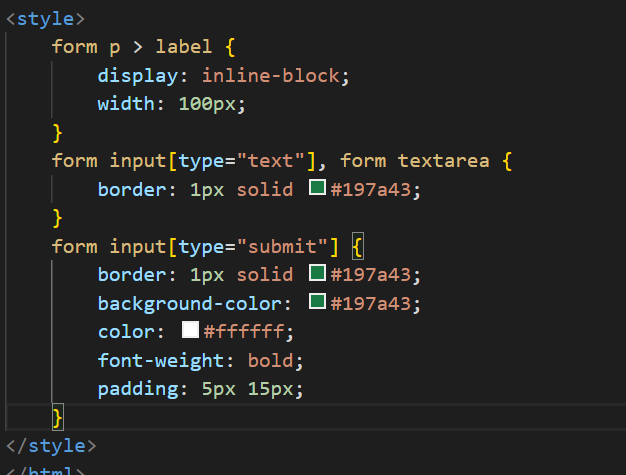 <style>
form p > label {
display: inline-block;
width: 100px;
}
form input[type="text"], form textarea {
border: 1px solid #197a43;
}
form input[type="submit"] {
border: 1px solid #197a43;
background-color: #197a43;
color: #ffffff;
font-weight: bold;
padding: 5px 15px;
}
</style>
</html>